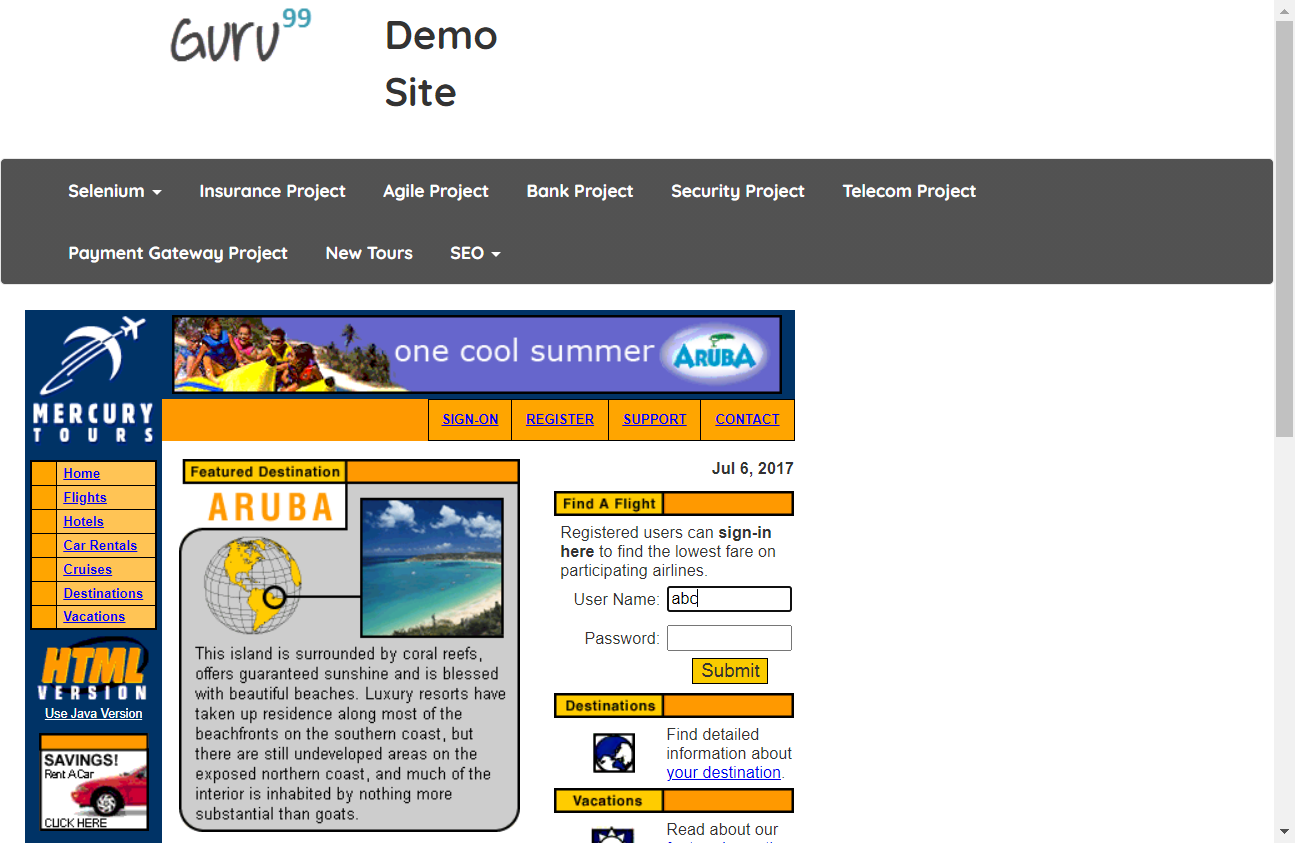 Guru99
Demo
Site
Selenium
Insurance Project
Agile Project
Bank Project
Security Project
Telecom Project
Payment Gateway Project
New Tours
SEO
MERCURY
TOURS
one cool summer
ARUBA
SIGN-ON
REGISTER
SUPPORT
CONTACT
Home
Flights
Hotels
Car Rentals
Cruises
Destinations
Vacations
HTML
VERSION
Use Java Version
SAVINGS!
Rent A Car
CLICK HERE
Featured Destination
ARUBA
This island is surrounded by coral reefs,
offers guaranteed sunshine and is blessed
with beautiful beaches. Luxury resorts have
taken up residence along most of the
beachfronts on the southern coast, but
there are still undeveloped areas on the
exposed northern coast, and much of the
interior is inhabited by nothing more
substantial than goats.
Jul 6, 2017
Find A Flight
Registered users can sign-in
here to find the lowest fare on
participating airlines.
User Name: abc
Password:
Submit
Destinations
Find detailed
information about
your destination.
Vacations
Read about our